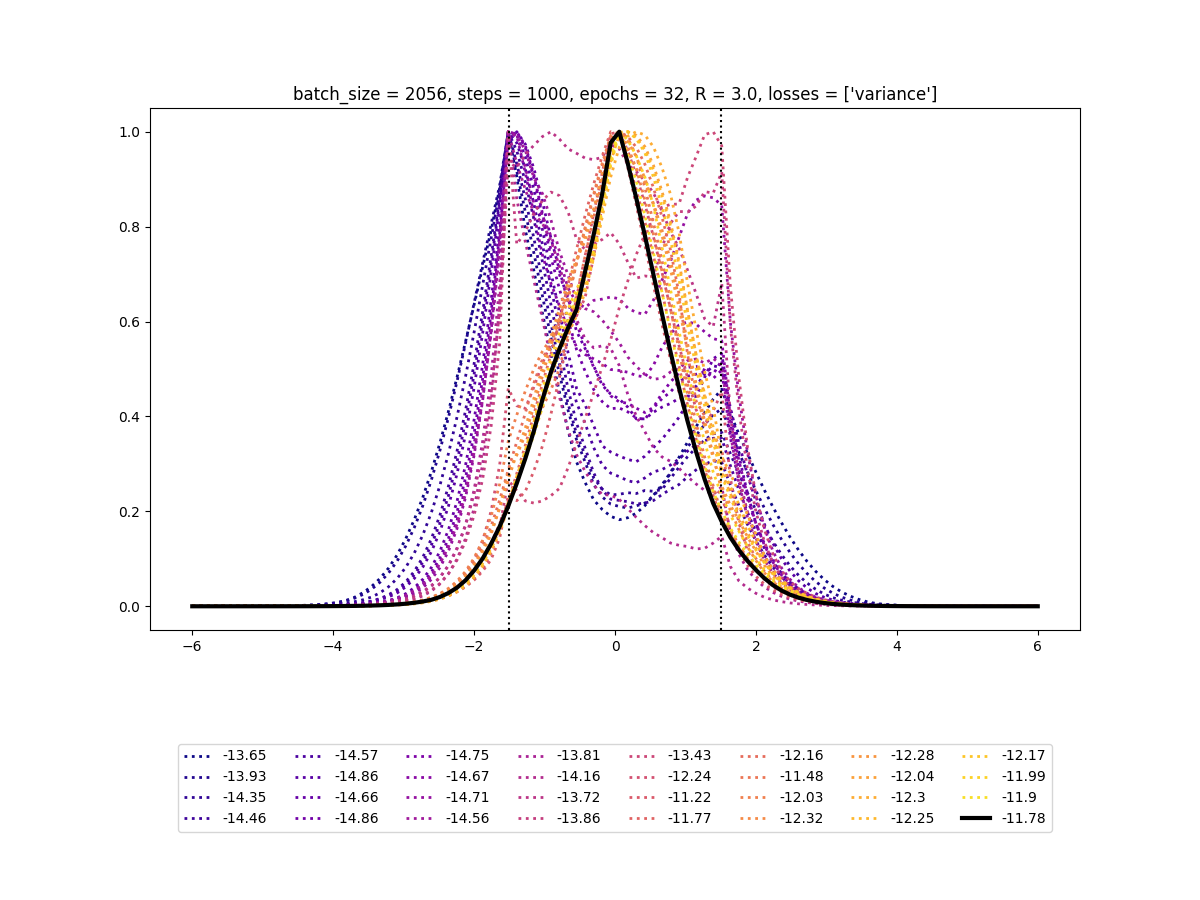 batch_size = 2056, steps = 1000, epochs = 32, R = 3.0, losses = ['variance']
1.0
0.8
0.6
0.4
0.2
0.0
−6 −4 −2 0 2 4 6
-13.65 -14.57 -14.75 -13.81 -13.43 -12.16 -12.28 -12.17
-13.93 -14.86 -14.67 -14.16 -12.24 -11.48 -12.04 -11.99
-14.35 -14.66 -14.71 -13.72 -11.22 -12.03 -12.3 -11.9
-14.46 -14.86 -14.56 -13.86 -11.77 -12.32 -12.25 -11.78